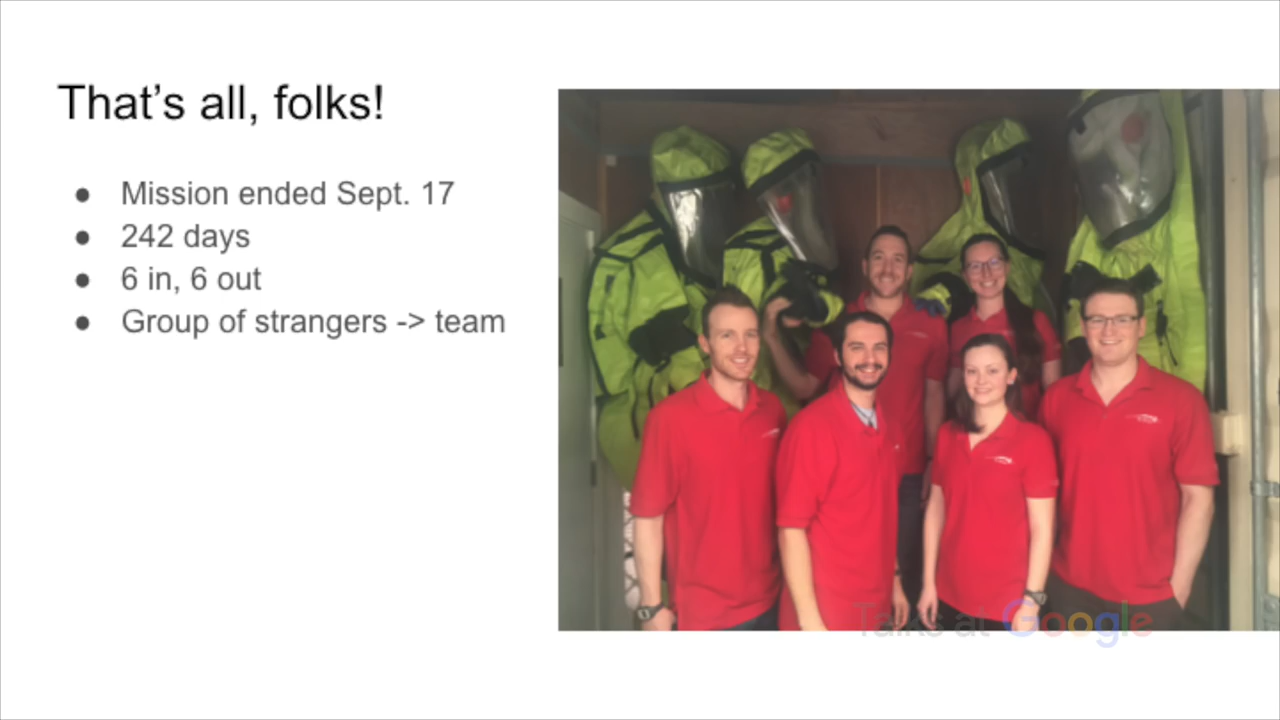 That's all, folks!
● Mission ended Sept. 17
● 242 days
● 6 in, 6 out
● Group of strangers -> team
Talks at Google